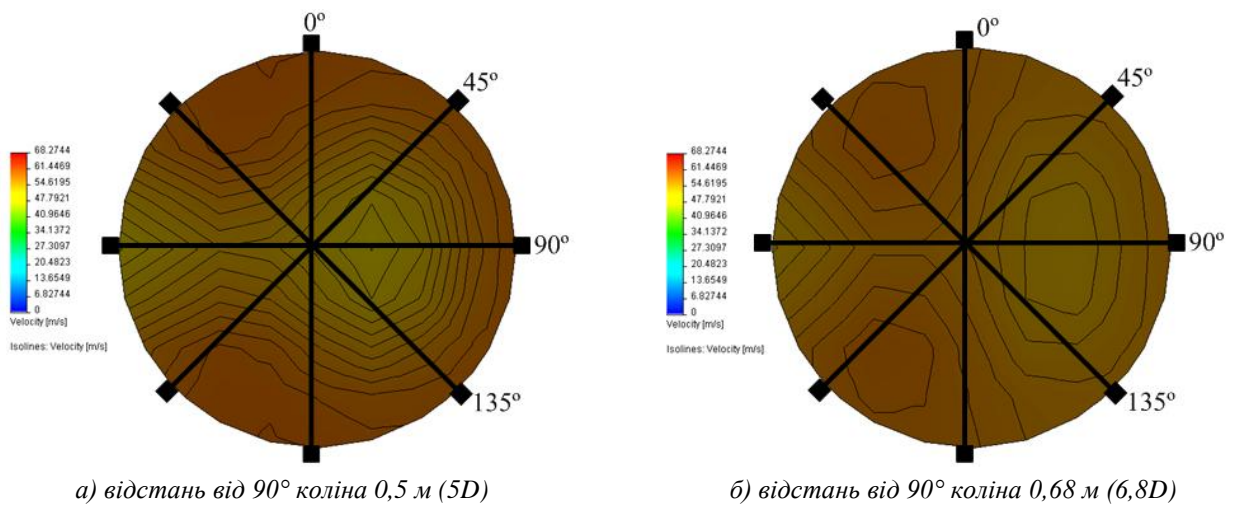 0º
45º
90º
135º
68.2744
61.4469
54.6195
47.7921
40.9646
34.1372
27.3097
20.4823
13.6549
6.82744
0
Velocity [m/s]
Isolines: Velocity [m/s]
а) відстань від 90° коліна 0,5 м (5D)
0º
45º
90º
135º
68.2744
61.4469
54.6195
47.7921
40.9646
34.1372
27.3097
20.4823
13.6549
6.82744
0
Velocity [m/s]
Isolines: Velocity [m/s]
б) відстань від 90° коліна 0,68 м (6,8D)